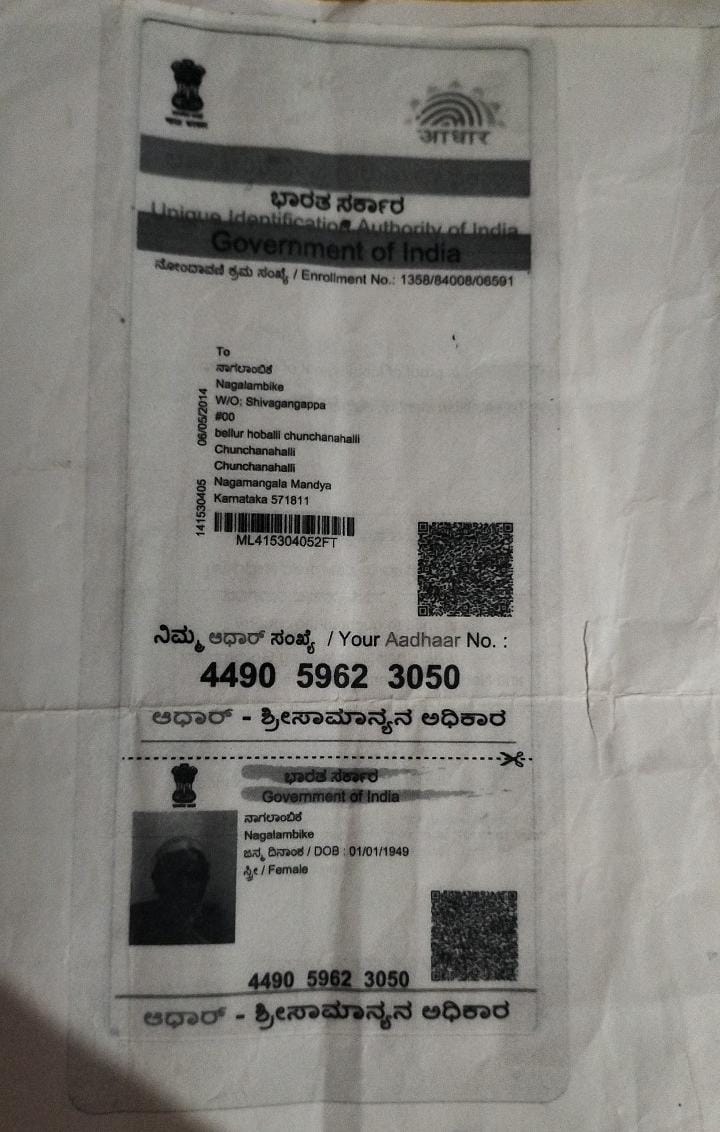 आधार
ಭಾರತ ಸರ್ಕಾರ
Unique Identification Authority of India
Government of India
ನೋಂದಾವಣೆ ಕ್ರಮ ಸಂಖ್ಯೆ / Enrollment No.: 1358/84008/06591
To
ನಾಗಲಾಂಬಿಕೆ
Nagalambike
W/O: Shivagangappa
#00
bellur hoballi chunchanahalli
Chunchanahalli
Chunchanahalli
Nagamangala Mandya
Karnataka 571811
06/05/2014
141530405
ML415304052FT
ನಿಮ್ಮ ಆಧಾರ್ ಸಂಖ್ಯೆ / Your Aadhaar No. :
4490 5962 3050
ಆಧಾರ್ - ಶ್ರೀಸಾಮಾನ್ಯನ ಅಧಿಕಾರ
ಭಾರತ ಸರ್ಕಾರ
Government of India
ನಾಗಲಾಂಬಿಕೆ
Nagalambike
ಜನ್ಮ ದಿನಾಂಕ / DOB : 01/01/1949
ಸ್ತ್ರೀ / Female
4490 5962 3050
ಆಧಾರ್ - ಶ್ರೀಸಾಮಾನ್ಯನ ಅಧಿಕಾರ